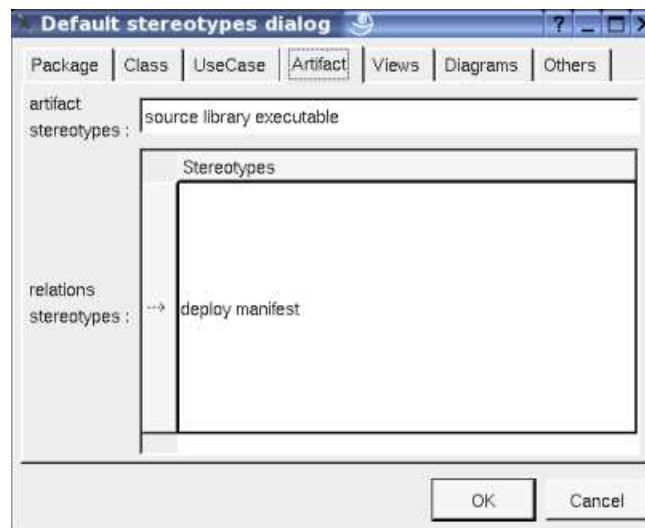 Default stereotypes dialog
Package Class UseCase Artifact Views Diagrams Others
artifact
stereotypes :
source library executable
Stereotypes
relations
stereotypes :
deploy manifest
OK Cancel